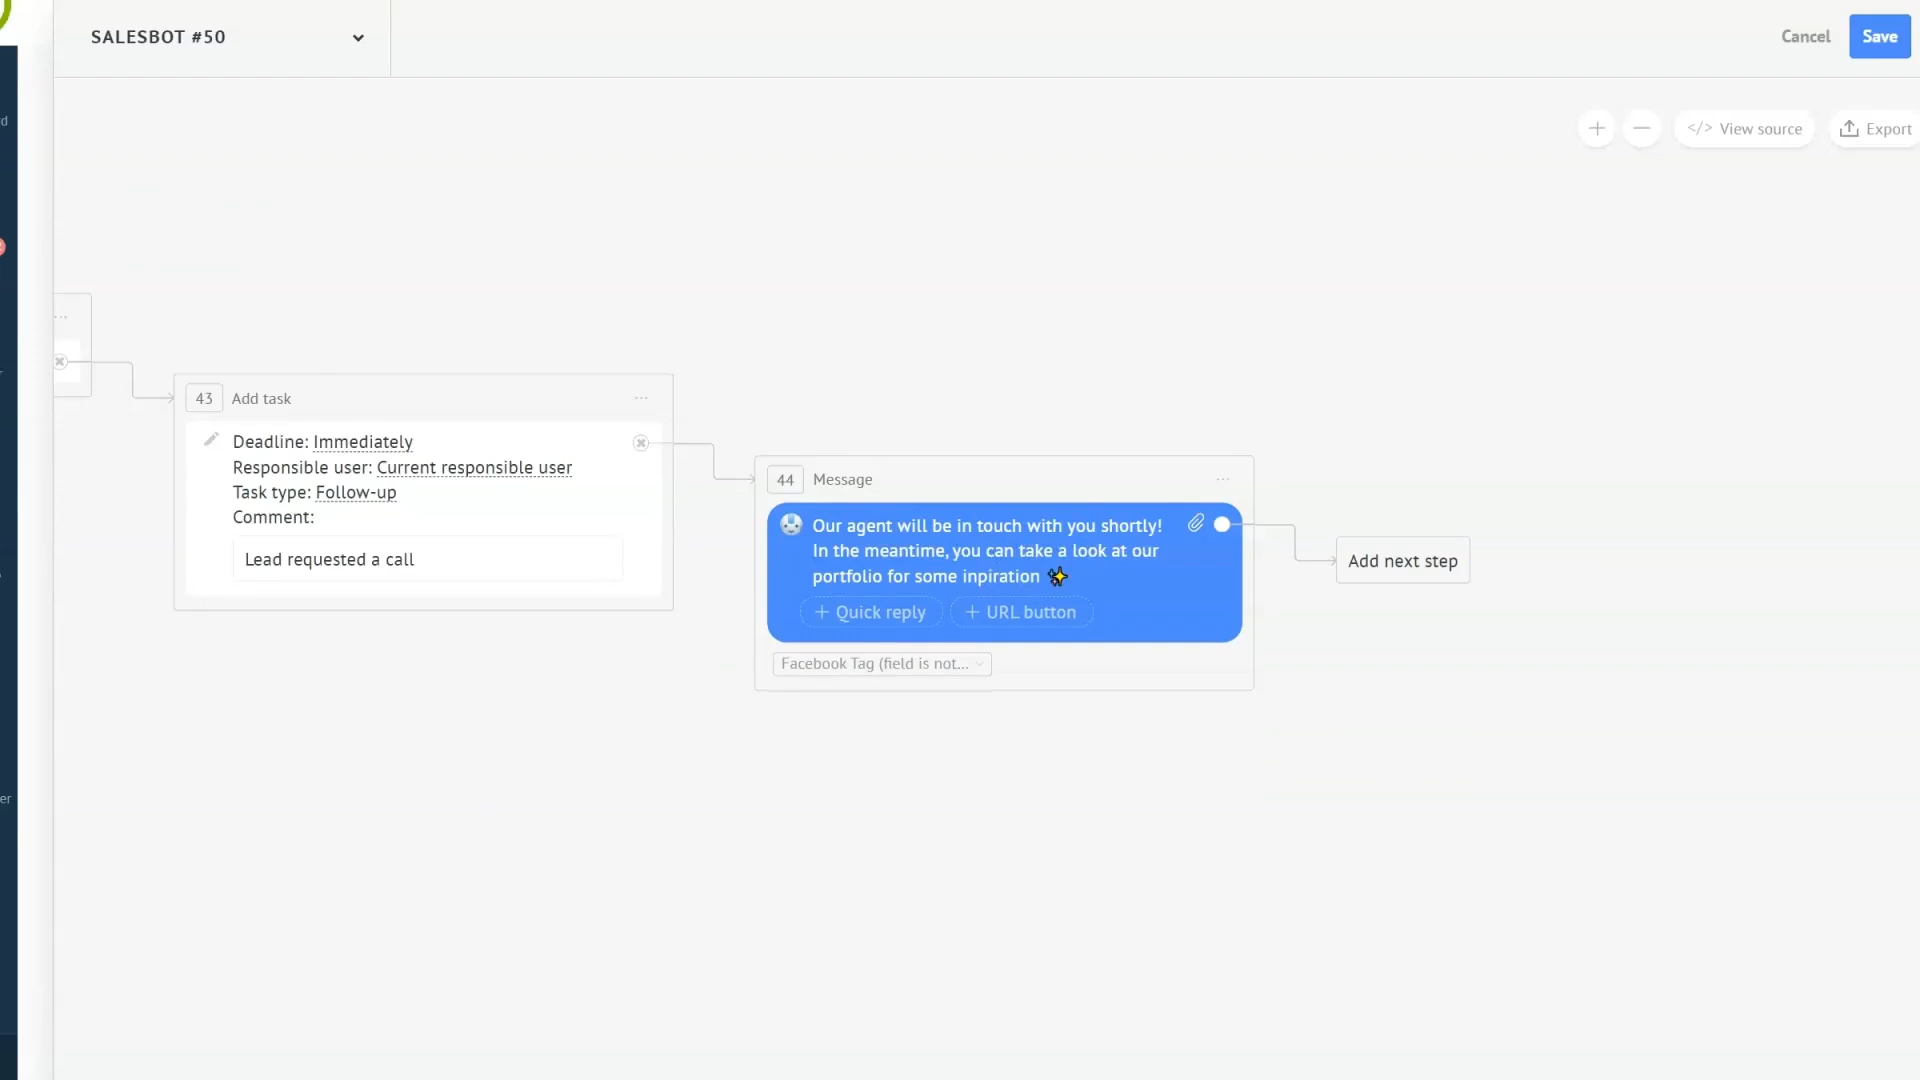 SALESBOT #50
Cancel
Save
</> View source
Export
43 Add task
Deadline: Immediately
Responsible user: Current responsible user
Task type: Follow-up
Comment:
Lead requested a call
44 Message
Our agent will be in touch with you shortly!
In the meantime, you can take a look at our
portfolio for some inpiration ✨
+ Quick reply
+ URL button
Facebook Tag (field is not...
Add next step